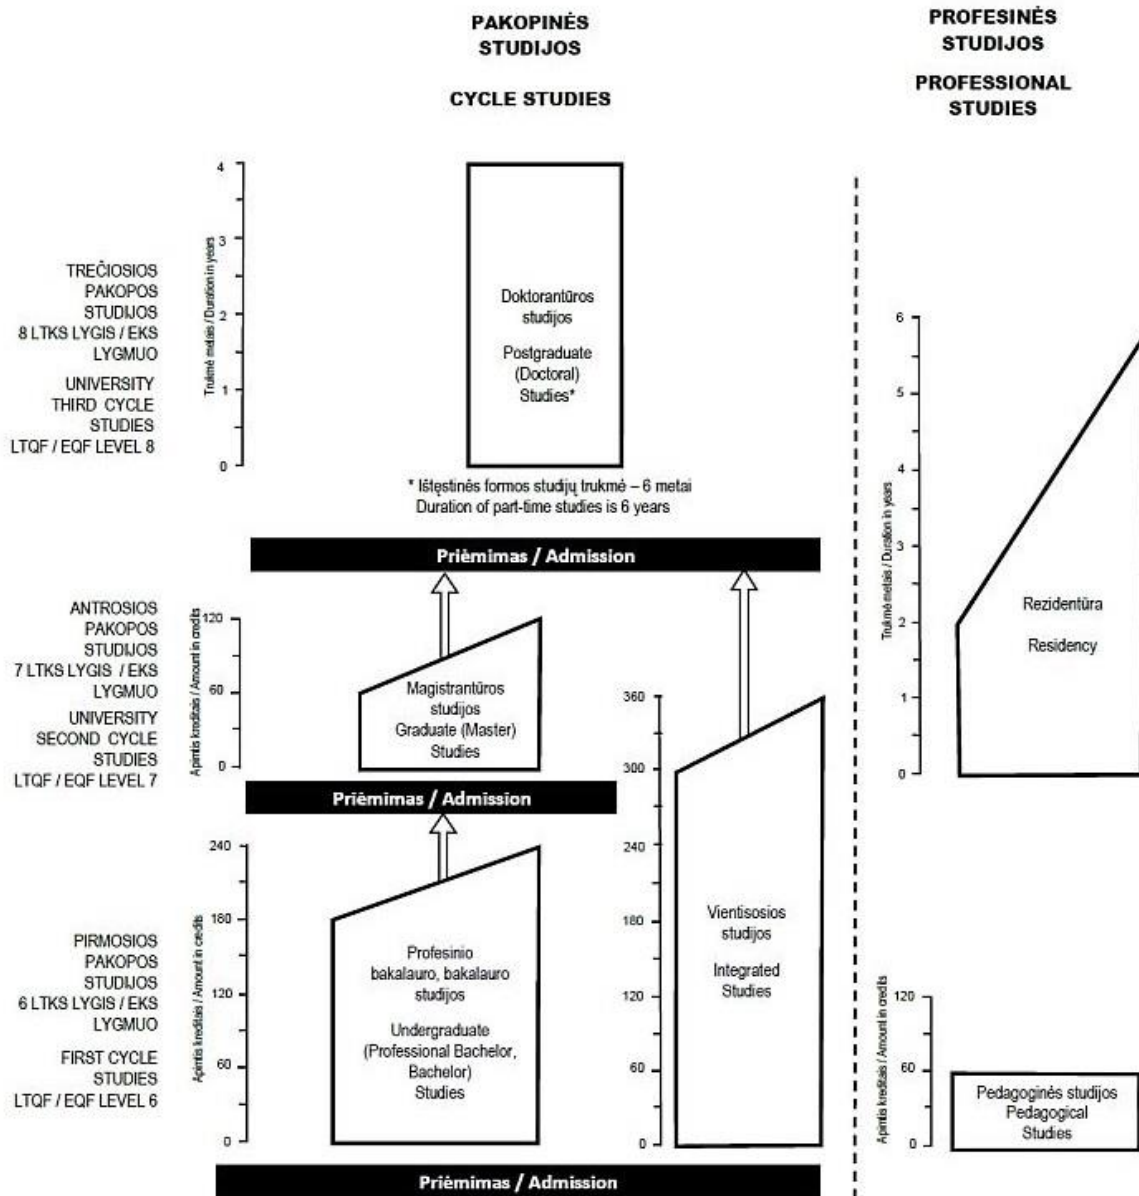 PAKOPINĖS
STUDIJOS
CYCLE STUDIES
PROFESINĖS
STUDIJOS
PROFESSIONAL
STUDIES
TREČIOSIOS
PAKOPOS
STUDIJOS
8 LTKS LYGIS / EKS
LYGMUO
UNIVERSITY
THIRD CYCLE
STUDIES
LTQF / EQF LEVEL 8
Trukmė metais / Duration in years
4
3
2
1
0
Doktorantūros
studijos
Postgraduate
(Doctoral)
Studies*
* Ištęstinės formos studijų trukmė – 6 metai
Duration of part-time studies is 6 years
Priėmimas / Admission
ANTROSIOS
PAKOPOS
STUDIJOS
7 LTKS LYGIS / EKS
LYGMUO
UNIVERSITY
SECOND CYCLE
STUDIES
LTQF / EQF LEVEL 7
Apimtis kreditais / Amount in credits
120
60
0
Magistrantūros
studijos
Graduate (Master)
Studies
Priėmimas / Admission
PIRMOSIOS
PAKOPOS
STUDIJOS
6 LTKS LYGIS / EKS
LYGMUO
FIRST CYCLE
STUDIES
LTQF / EQF LEVEL 6
Apimtis kreditais / Amount in credits
240
180
120
60
0
Profesinio
bakalauro, bakalauro
studijos
Undergraduate
(Professional Bachelor,
Bachelor)
Studies
360
300
240
180
120
60
0
Vientisosios
studijos
Integrated
Studies
Priėmimas / Admission
Trukmė metais / Duration in years
6
5
4
3
2
1
0
Rezidentūra
Residency
Apimtis kreditais / Amount in credits
120
60
0
Pedagoginės studijos
Pedagogical
Studies